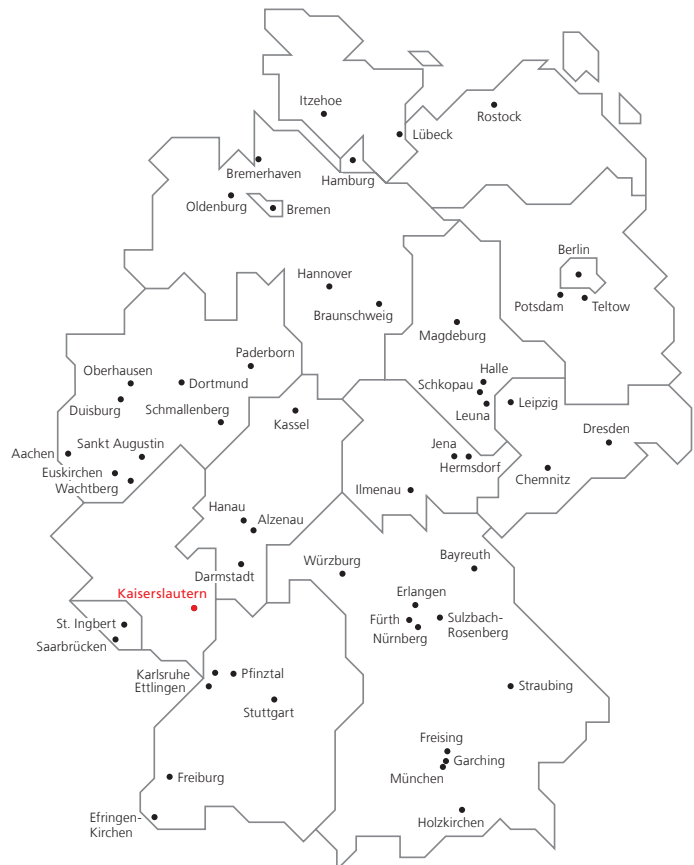 Itzehoe
Rostock
Lübeck
Bremerhaven
Hamburg
Oldenburg
Bremen
Berlin
Hannover
Potsdam
Teltow
Braunschweig
Magdeburg
Paderborn
Oberhausen
Halle
Dortmund
Schkopau
Duisburg
Schmallenberg
Leuna
Leipzig
Kassel
Dresden
Aachen
Sankt Augustin
Jena
Hermsdorf
Euskirchen
Wachtberg
Chemnitz
Ilmenau
Hanau
Alzenau
Bayreuth
Würzburg
Darmstadt
Kaiserslautern
Erlangen
St. Ingbert
Fürth
Sulzbach-
Rosenberg
Nürnberg
Saarbrücken
Karlsruhe
Pfinztal
Ettlingen
Straubing
Stuttgart
Freising
Garching
München
Freiburg
Efringen-
Kirchen
Holzkirchen